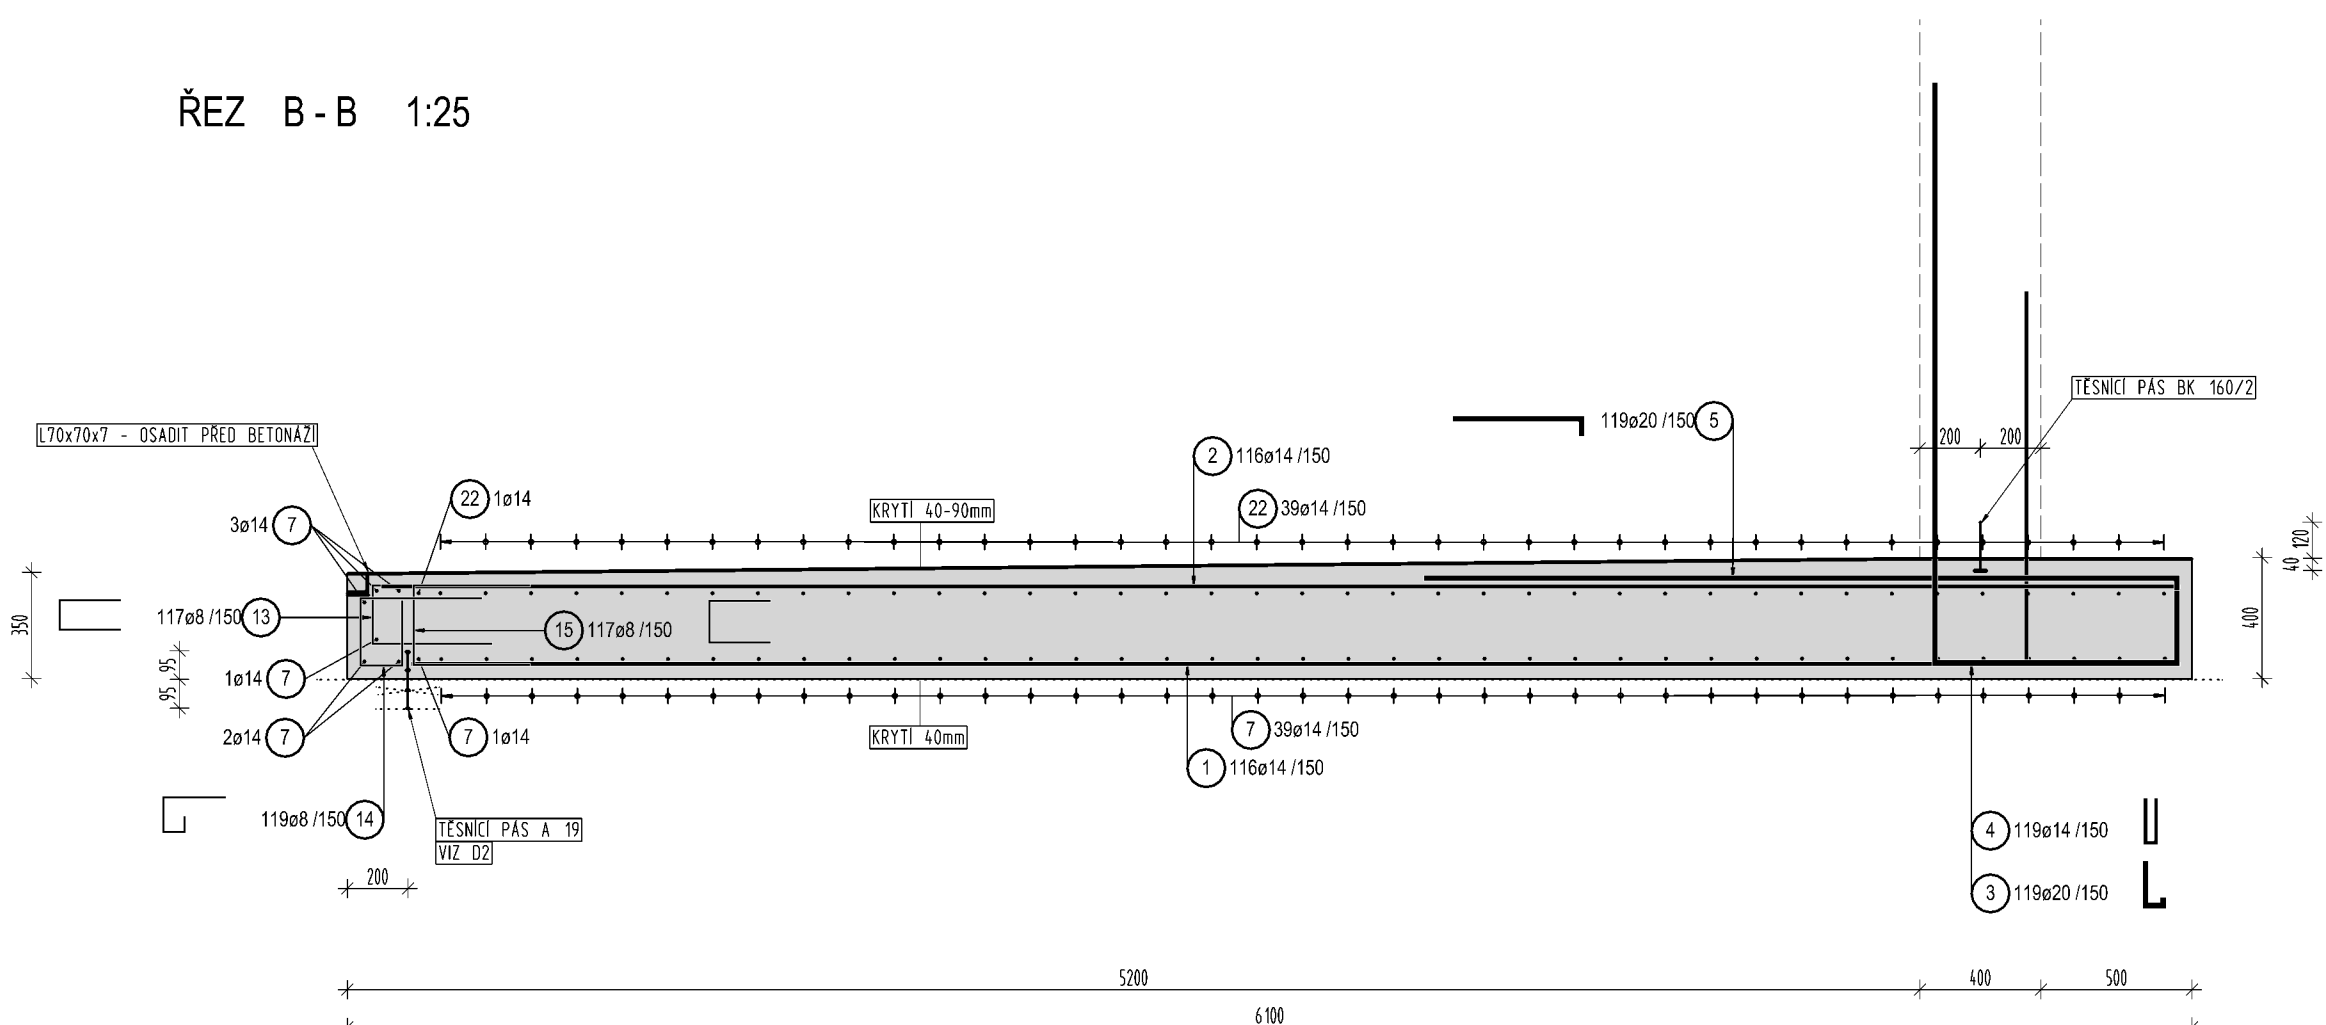 ŘEZ B - B 1:25
TĚSNÍCÍ PÁS BK 160/2
119ø20 /150 5
L70x70x7 - OSADIT PŘED BETONÁŽÍ
200 200
2 116ø14 /150
22 1ø14
KRYTÍ 40-90mm
22 39ø14 /150
3ø14 7
120
40
350
117ø8 /150 13
15 117ø8 /150
400
95
95
1ø14 7
2ø14 7
7 1ø14
KRYTÍ 40mm
7 39ø14 /150
1 116ø14 /150
119ø8 /150 14
TĚSNÍCÍ PÁS A 19
VIZ D2
4 119ø14 /150
200
3 119ø20 /150
5200 400 500
6100